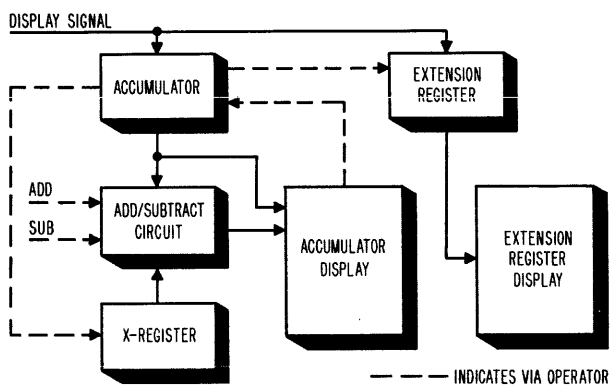 DISPLAY SIGNAL
ACCUMULATOR
EXTENSION
REGISTER
ADD
SUB
ADD/SUBTRACT
CIRCUIT
ACCUMULATOR
DISPLAY
EXTENSION
REGISTER
DISPLAY
X-REGISTER
INDICATES VIA OPERATOR